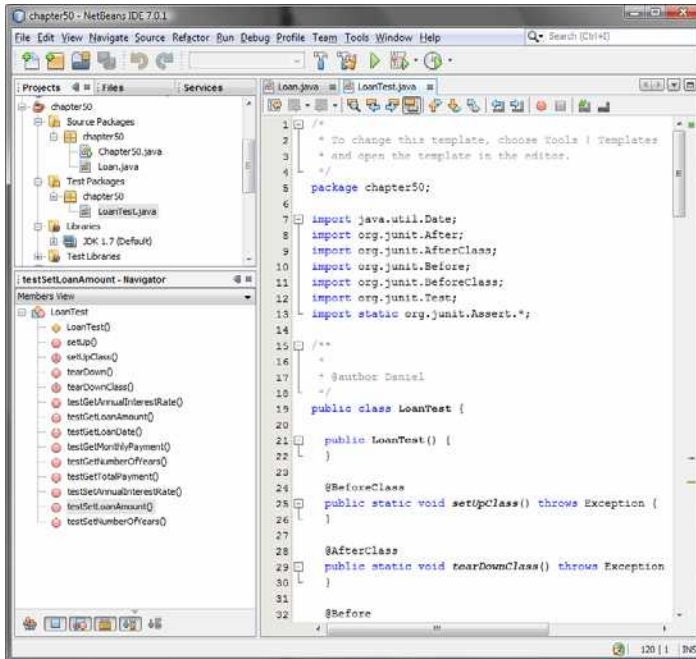 chapter50 - NetBeans IDE 7.0.1
File Edit View Navigate Source Refactor Run Debug Profile Team Tools Window Help
Search (Ctrl+I)
Projects Files Services
chapter50
Source Packages
chapter50
Chapter50.java
Loan.java
Test Packages
chapter50
LoanTest.java
Libraries
JDK 1.7 (Default)
Test Libraries
testSetLoanAmount - Navigator
Members View
LoanTest
LoanTest()
setUp()
setUpClass()
tearDown()
tearDownClass()
testGetAnnualInterestRate()
testGetLoanAmount()
testGetLoanDate()
testGetMonthlyPayment()
testGetNumberOfYears()
testGetTotalPayment()
testSetAnnualInterestRate()
testSetLoanAmount()
testSetNumberOfYears()
Loan.java LoanTest.java
1 /*
2 * To change this template, choose Tools | Templates
3 * and open the template in the editor.
4 */
5 package chapter50;
6
7 import java.util.Date;
8 import org.junit.After;
9 import org.junit.AfterClass;
10 import org.junit.Before;
11 import org.junit.BeforeClass;
12 import org.junit.Test;
13 import static org.junit.Assert.*;
14
15 /**
16 *
17 * @author Daniel
18 */
19 public class LoanTest {
20
21 public LoanTest() {
22 }
23
24 @BeforeClass
25 public static void setUpClass() throws Exception {
26 }
27
28 @AfterClass
29 public static void tearDownClass() throws Exception
30 }
31
32 @Before
120 | 1 INS